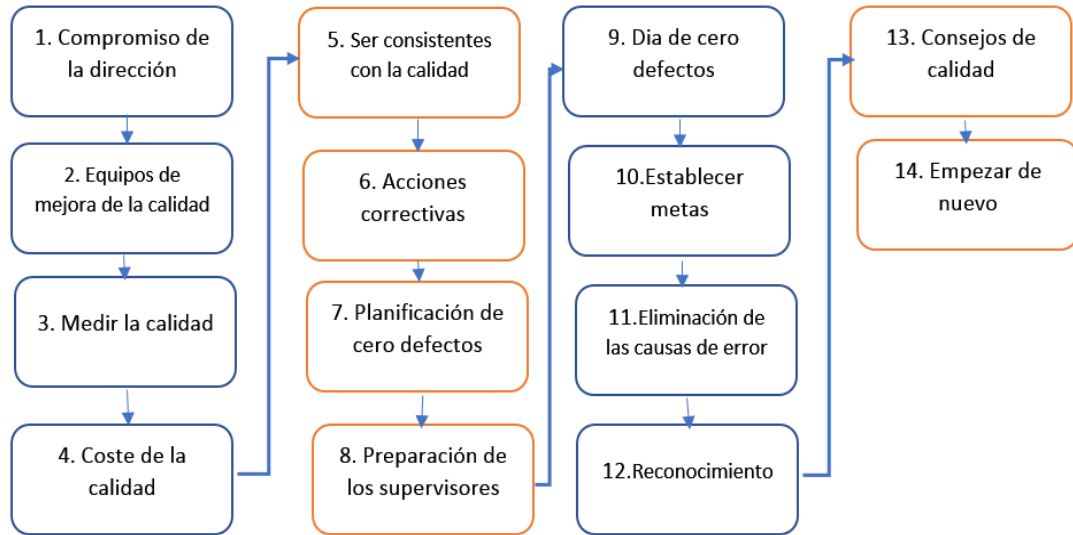 1. Compromiso de
la dirección
2. Equipos de
mejora de la calidad
3. Medir la calidad
4. Coste de la
calidad
5. Ser consistentes
con la calidad
6. Acciones
correctivas
7. Planificación de
cero defectos
8. Preparación de
los supervisores
9. Dia de cero
defectos
10.Establecer
metas
11.Eliminación de
las causas de error
12.Reconocimiento
13. Consejos de
calidad
14. Empezar de
nuevo